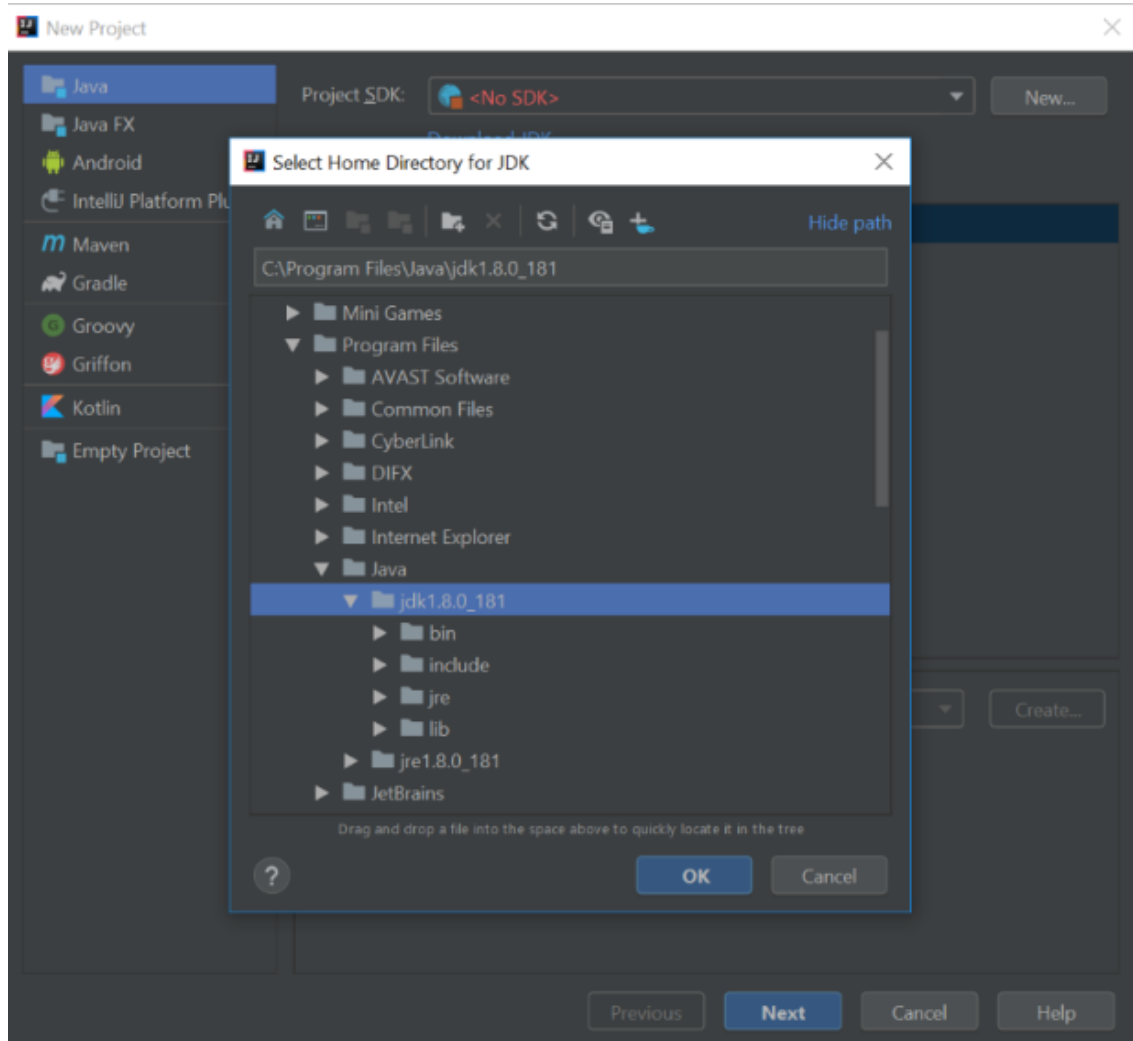 New Project
Java
Project SDK:
<No SDK>
New...
Java FX
Download JDK
Android
Select Home Directory for JDK
IntelliJ Platform Plu
Hide path
Maven
C:\Program Files\Java\jdk1.8.0_181
Gradle
Mini Games
Groovy
Program Files
Griffon
AVAST Software
Kotlin
Common Files
CyberLink
Empty Project
DIFX
Intel
Internet Explorer
Java
jdk1.8.0_181
bin
include
jre
Create...
lib
jre1.8.0_181
JetBrains
Drag and drop a file into the space above to quickly locate it in the tree
?
OK
Cancel
Previous
Next
Cancel
Help